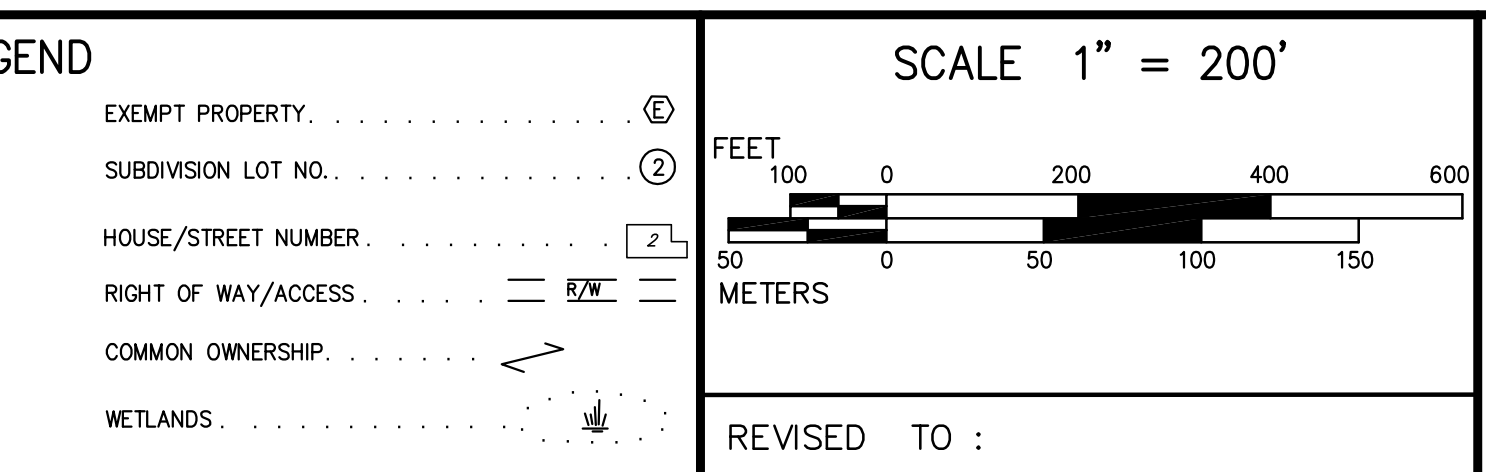 GEND
EXEMPT PROPERTY. . . . . . . . . . . . . . E
SUBDIVISION LOT NO.. . . . . . . . . . . . . 2
HOUSE/STREET NUMBER . . . . . . . . . . . 2
RIGHT OF WAY/ACCESS . . . . . R/W
COMMON OWNERSHIP. . . . . . .
WETLANDS . . . . . . . . . . . . .
SCALE 1" = 200'
FEET
100 0 200 400 600
50 0 50 100 150
METERS
REVISED TO :